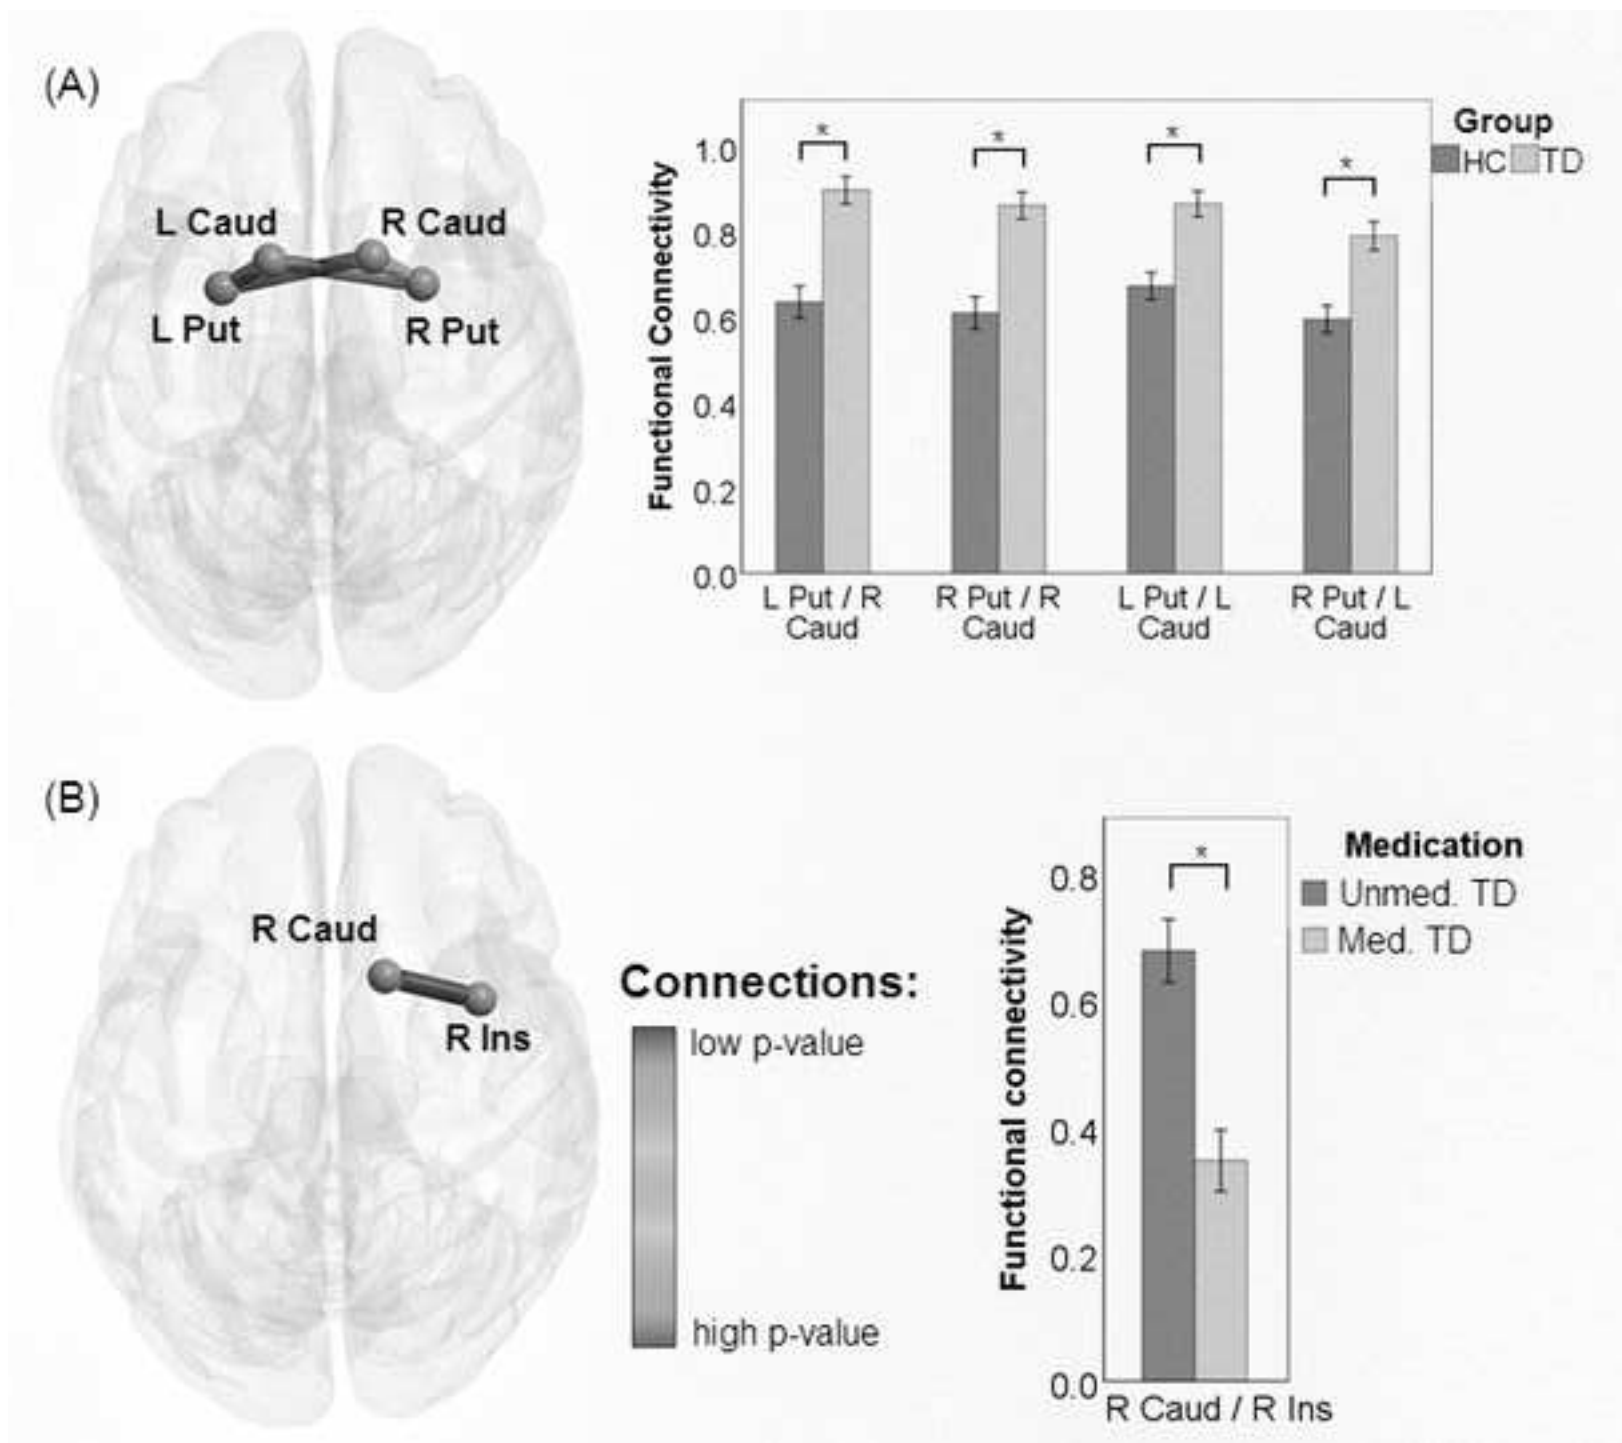 (A)
L Caud
R Caud
L Put
R Put
Functional Connectivity
1.0
0.8
0.6
0.4
0.2
0.0
*
*
*
*
L Put / R
Caud
R Put / R
Caud
L Put / L
Caud
R Put / L
Caud
Group
HC
TD
(B)
R Caud
R Ins
Connections:
low p-value
high p-value
Functional connectivity
0.8
0.6
0.4
0.2
0.0
*
R Caud / R Ins
Medication
Unmed. TD
Med. TD